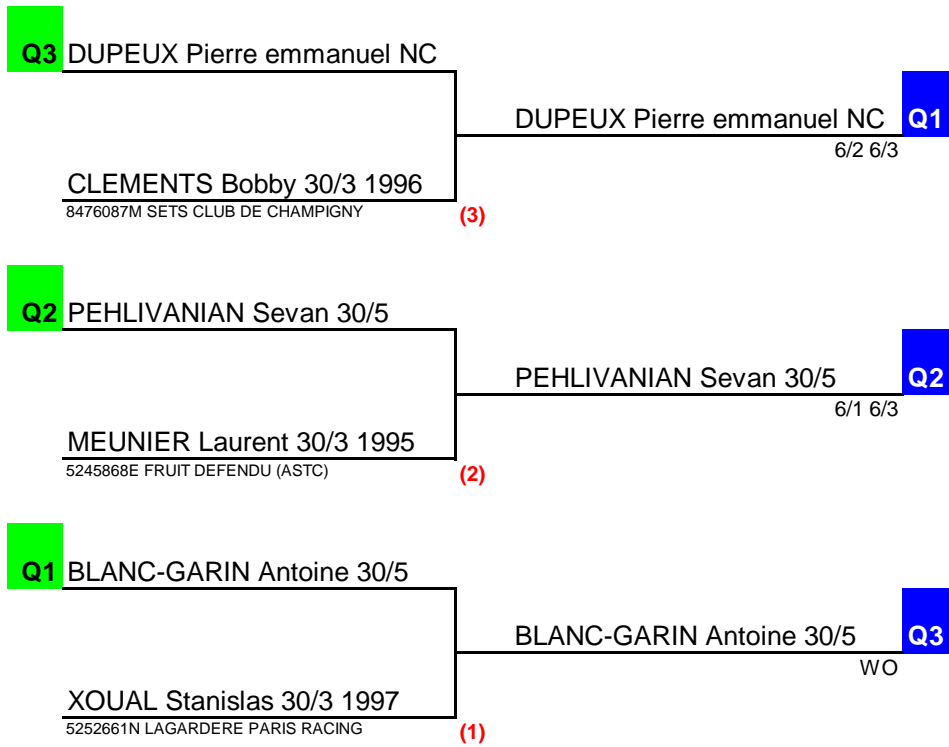 Q3 DUPEUX Pierre emmanuel NC
DUPEUX Pierre emmanuel NC Q1
6/2 6/3
CLEMENTS Bobby 30/3 1996
8476087M SETS CLUB DE CHAMPIGNY
(3)
Q2 PEHLIVANIAN Sevan 30/5
PEHLIVANIAN Sevan 30/5 Q2
6/1 6/3
MEUNIER Laurent 30/3 1995
5245868E FRUIT DEFENDU (ASTC)
(2)
Q1 BLANC-GARIN Antoine 30/5
BLANC-GARIN Antoine 30/5 Q3
WO
XOUAL Stanislas 30/3 1997
5252661N LAGARDERE PARIS RACING
(1)